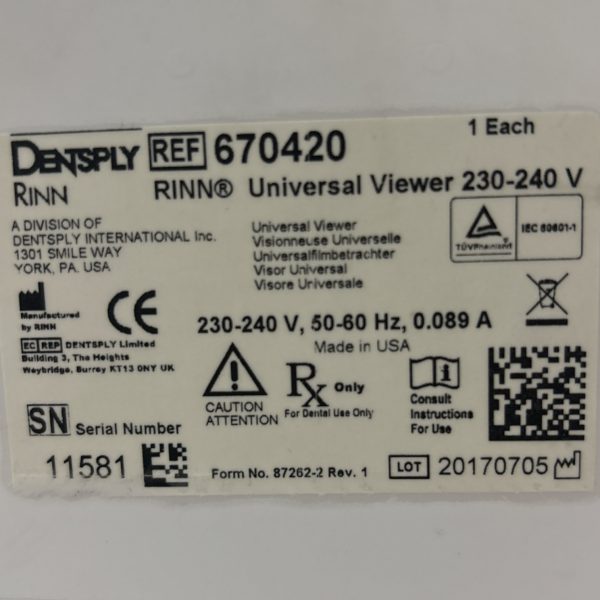 DENTSPLY REF 670420 1 Each
RINN RINN® Universal Viewer 230-240 V
A DIVISION OF
DENTSPLY INTERNATIONAL Inc.
1301 SMILE WAY
YORK, PA. USA
Universal Viewer
Visionneuse Universelle
Universalfilmbetrachter
Visor Universal
Visore Universale
TÜVRheinland
IEC 60601-1
Manufactured
by RINN
CE
EC REP DENTSPLY Limited
Building 3, The Heights
Weybridge, Surrey KT13 0NY UK
230-240 V, 50-60 Hz, 0.089 A
Made in USA
CAUTION
ATTENTION
Rx Only
For Dental Use Only
Consult
Instructions
For Use
SN Serial Number
11581
Form No. 87262-2 Rev. 1
LOT 20170705